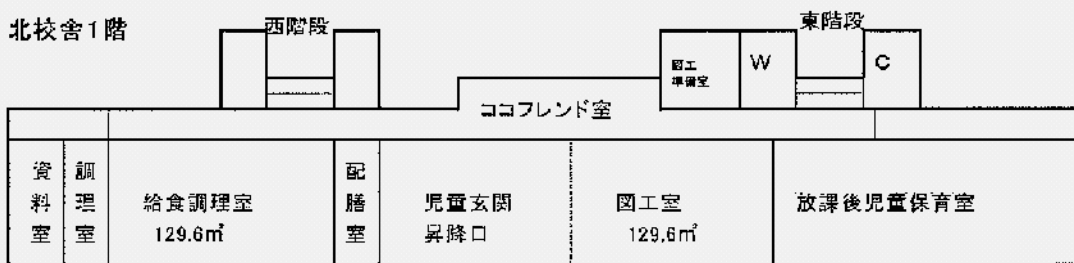 北校舎1階
西階段
東階段
図工
準備室
W
C
ココフレンド室
資料室
調理室
給食調理室
129.6㎡
配膳室
児童玄関
昇降口
図工室
129,6㎡
放課後児童保育室